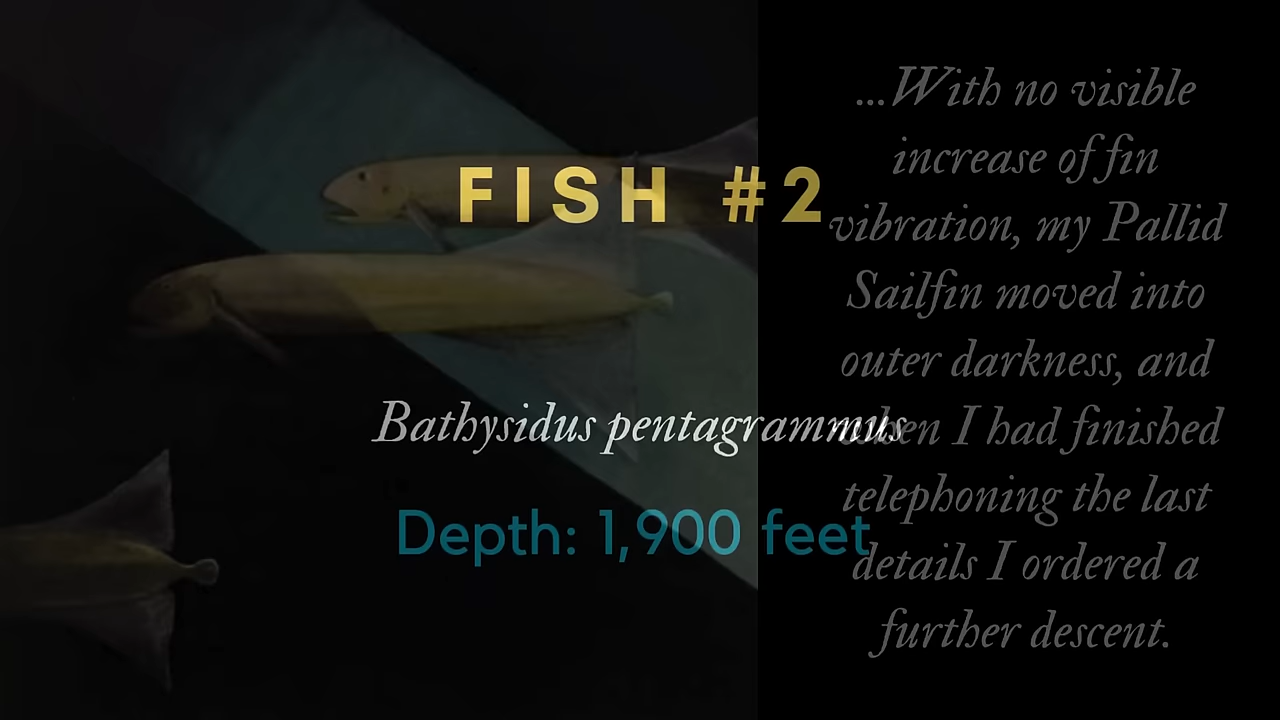 FISH #2
Bathysidus pentagrammus
Depth: 1,900 feet
...With no visible
increase of fin
vibration, my Pallid
Sailfin moved into
outer darkness, and
when I had finished
telephoning the last
details I ordered a
further descent.